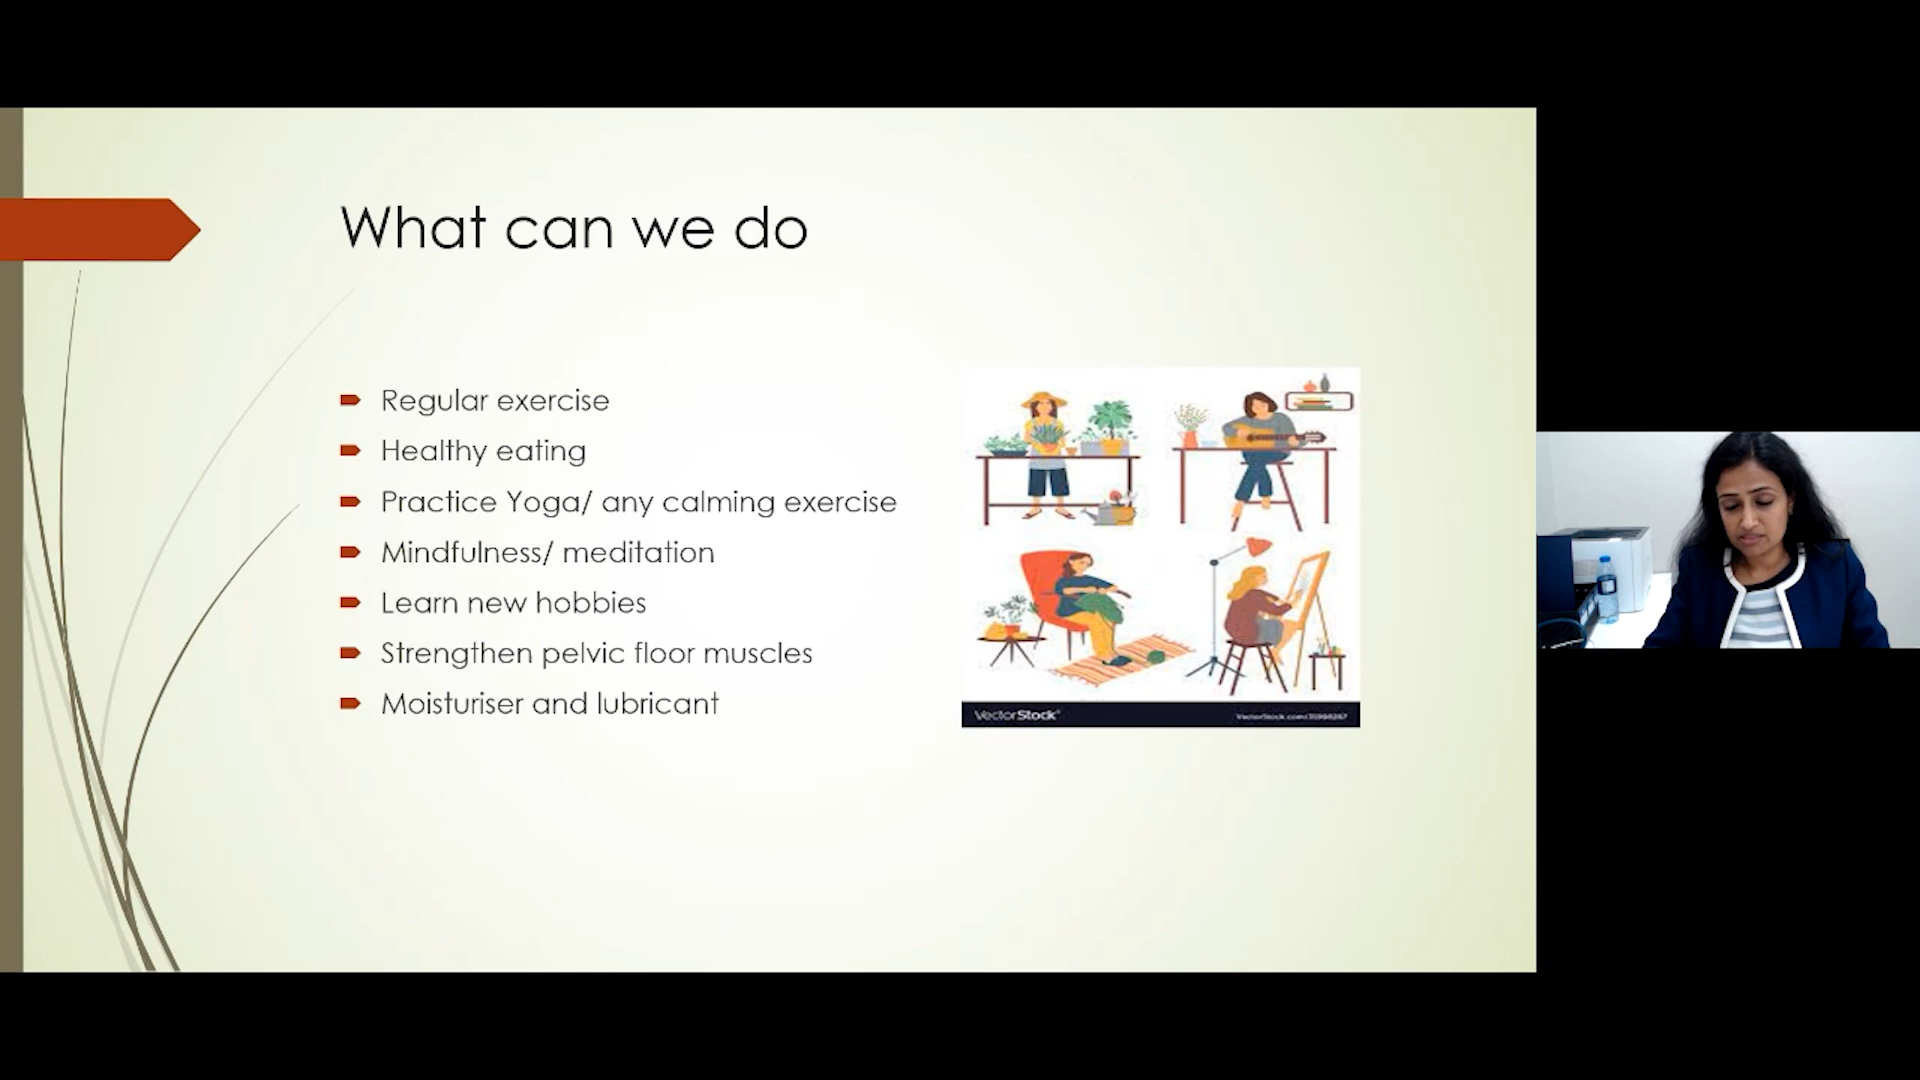 What can we do
Regular exercise
Healthy eating
Practice Yoga/ any calming exercise
Mindfulness/ meditation
Learn new hobbies
Strengthen pelvic floor muscles
Moisturiser and lubricant
VectorStock®